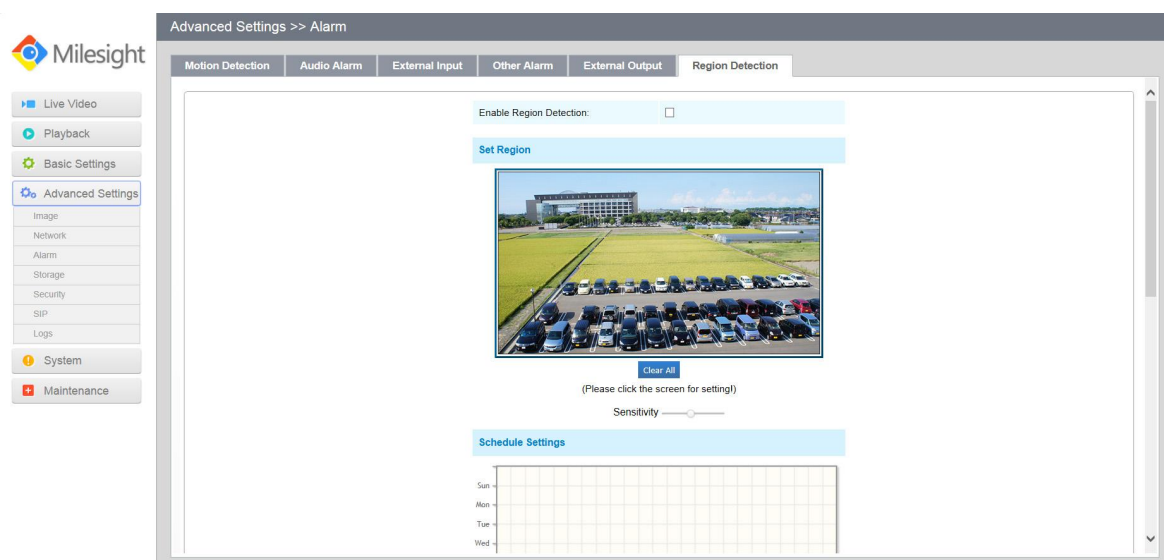 Advanced Settings >> Alarm
Milesight
Motion Detection Audio Alarm External Input Other Alarm External Output Region Detection
Live Video
Playback
Basic Settings
Advanced Settings
Image
Network
Alarm
Storage
Security
SIP
Logs
System
Maintenance
Enable Region Detection:
Set Region
Clear All
(Please click the screen for setting!)
Sensitivity
Schedule Settings
Sun
Mon
Tue
Wed